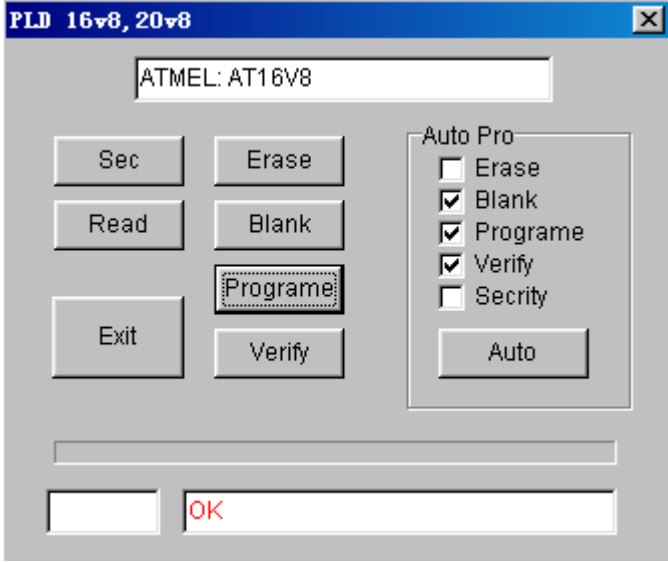 PLD 16v8, 20v8
ATMEL: AT16V8
Sec
Erase
Read
Blank
Programe
Exit
Verify
Auto Pro
Erase
Blank
Programe
Verify
Secrity
Auto
OK